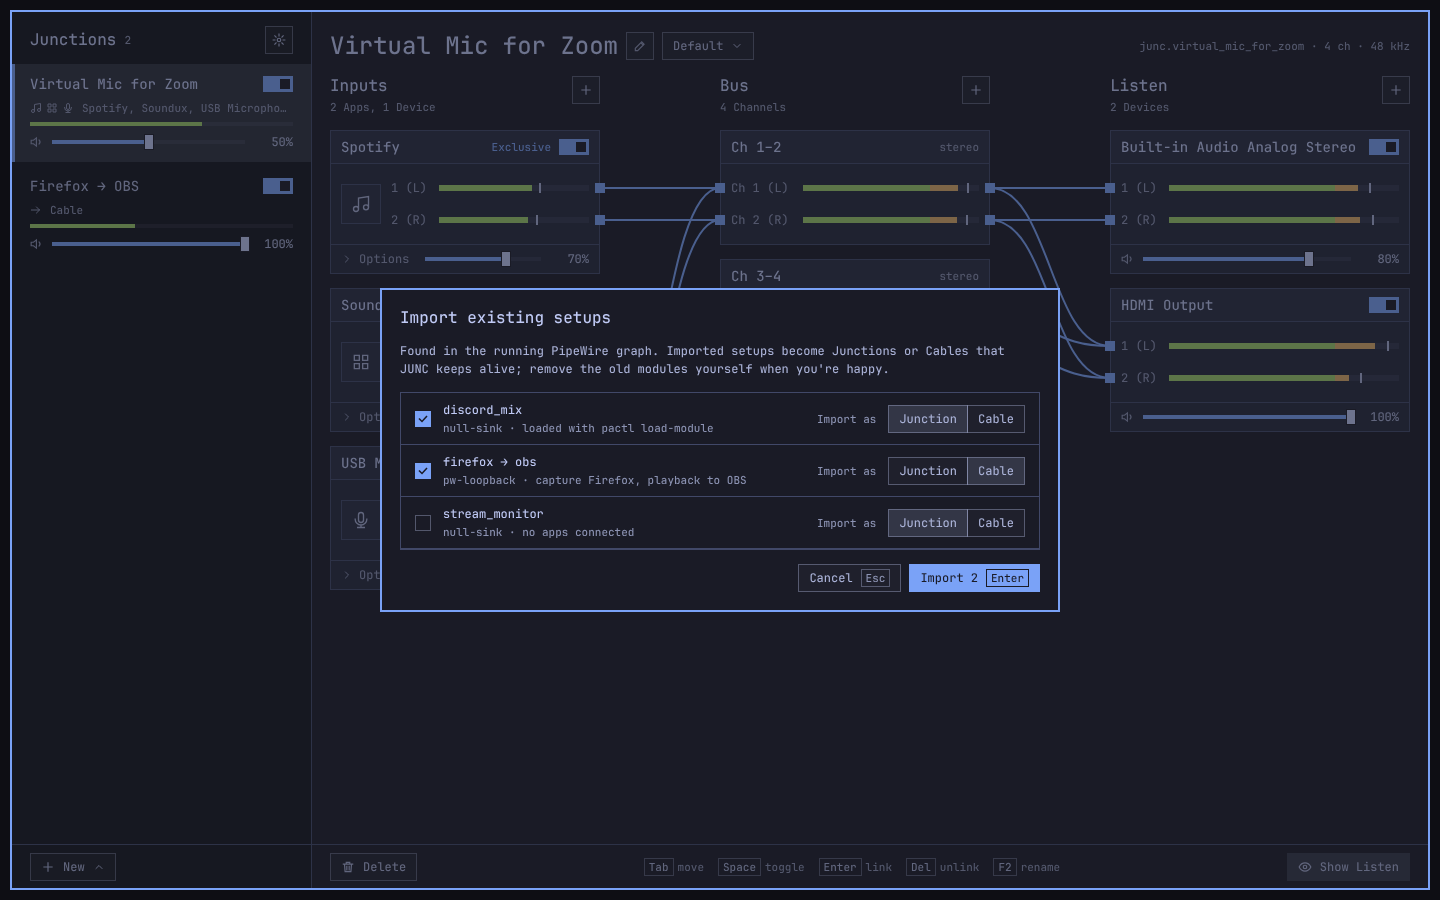 Junctions 2
Virtual Mic for Zoom
Spotify, Soundux, USB Micropho…
50%
Firefox → OBS
Cable
100%
New
Virtual Mic for Zoom
Default
junc.virtual_mic_for_zoom · 4 ch · 48 kHz
Inputs
2 Apps, 1 Device
Bus
4 Channels
Listen
2 Devices
Spotify
Exclusive
1 (L)
2 (R)
Options
70%
Ch 1–2
stereo
Ch 1 (L)
Ch 2 (R)
Ch 3–4
stereo
Built-in Audio Analog Stereo
1 (L)
2 (R)
80%
HDMI Output
1 (L)
2 (R)
100%
Import existing setups
Found in the running PipeWire graph. Imported setups become Junctions or Cables that
JUNC keeps alive; remove the old modules yourself when you're happy.
discord_mix
null-sink · loaded with pactl load-module
Import as
Junction
Cable
firefox → obs
pw-loopback · capture Firefox, playback to OBS
Import as
Junction
Cable
stream_monitor
null-sink · no apps connected
Import as
Junction
Cable
Cancel Esc
Import 2 Enter
Delete
Tab move Space toggle Enter link Del unlink F2 rename
Show Listen